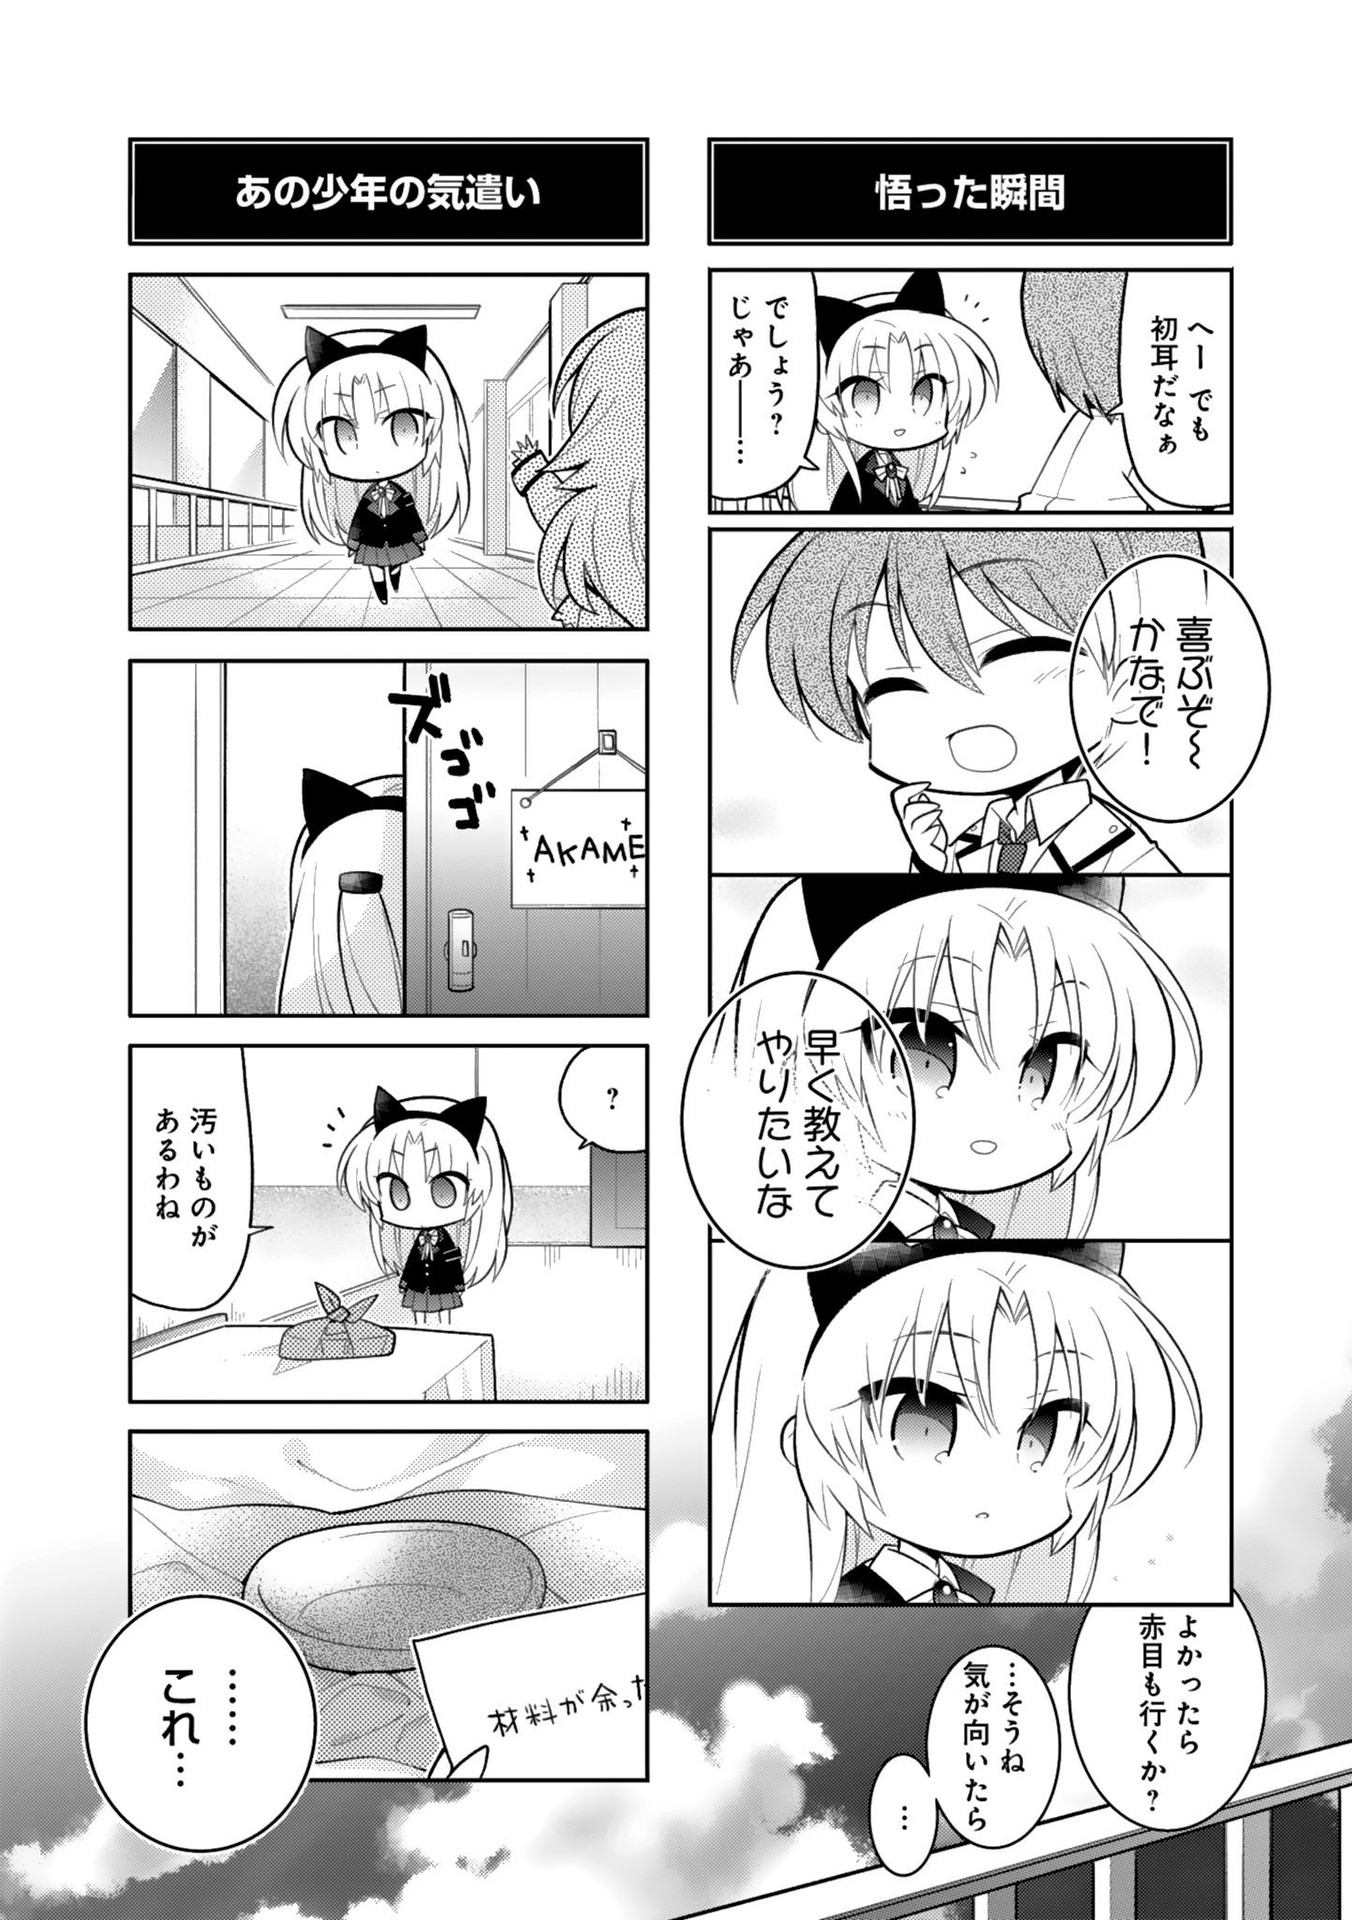 悟った瞬間
へー でも
初耳だなぁ
でしょう?
じゃあ──…
喜ぶぞ〜
かなで!
早く教えて
やりたいな
よかったら
赤目も行くか?
…そうね
気が向いたら
…
あの少年の気遣い
ズゴゴゴ
AKAME
?
汚いものが
あるわね
材料が余った
……
これ…